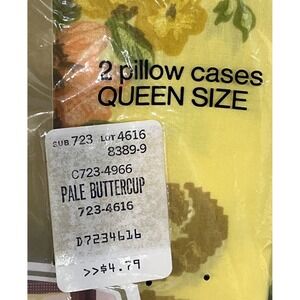 2 pillow cases
QUEEN SIZE
SUB 723 LOT 4616
8389-9
C723-4966
PALE BUTTERCUP
723-4616
D7234616
>>$4.79